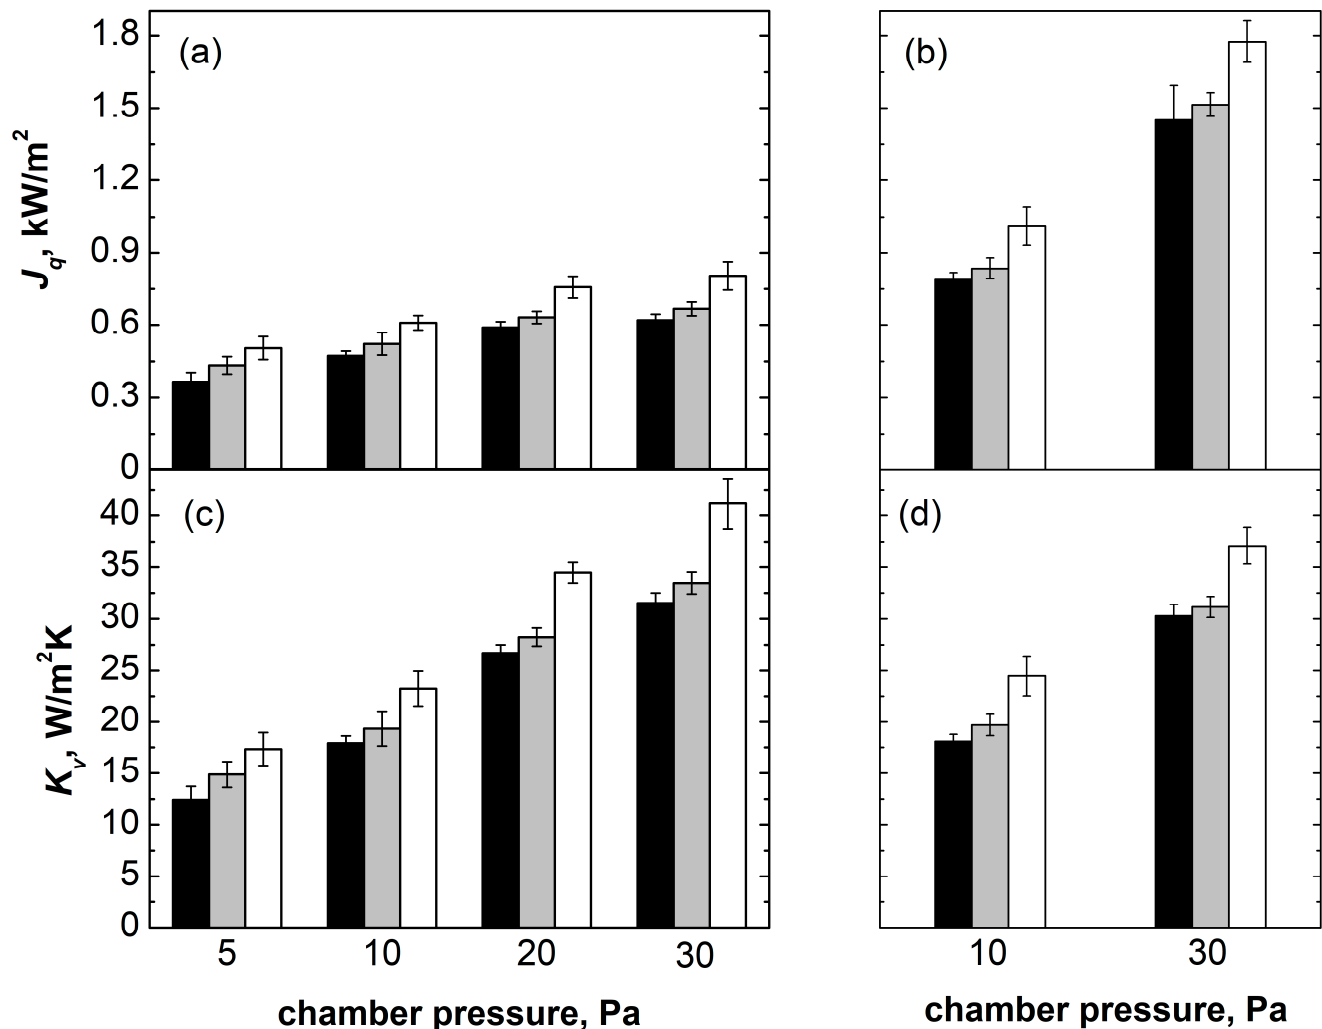 (a)
(b)
1.8
1.5
1.2
0.9
0.6
0.3
0
J_q, kW/m²
(c)
(d)
40
35
30
25
20
15
10
5
0
K_v, W/m²K
5 10 20 30
10 30
chamber pressure, Pa
chamber pressure, Pa